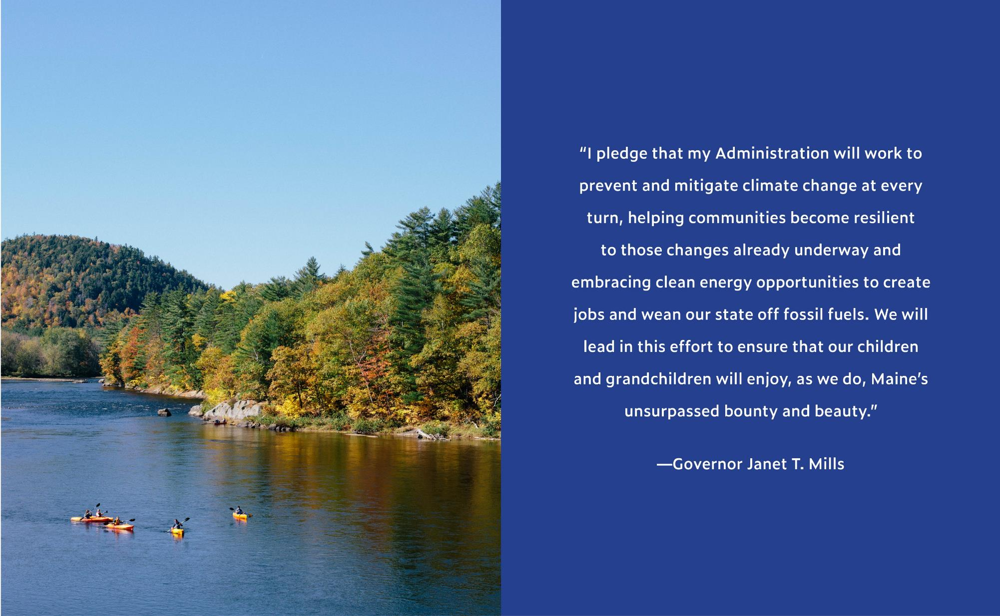 “I pledge that my Administration will work to
prevent and mitigate climate change at every
turn, helping communities become resilient
to those changes already underway and
embracing clean energy opportunities to create
jobs and wean our state off fossil fuels. We will
lead in this effort to ensure that our children
and grandchildren will enjoy, as we do, Maine’s
unsurpassed bounty and beauty.”
—Governor Janet T. Mills